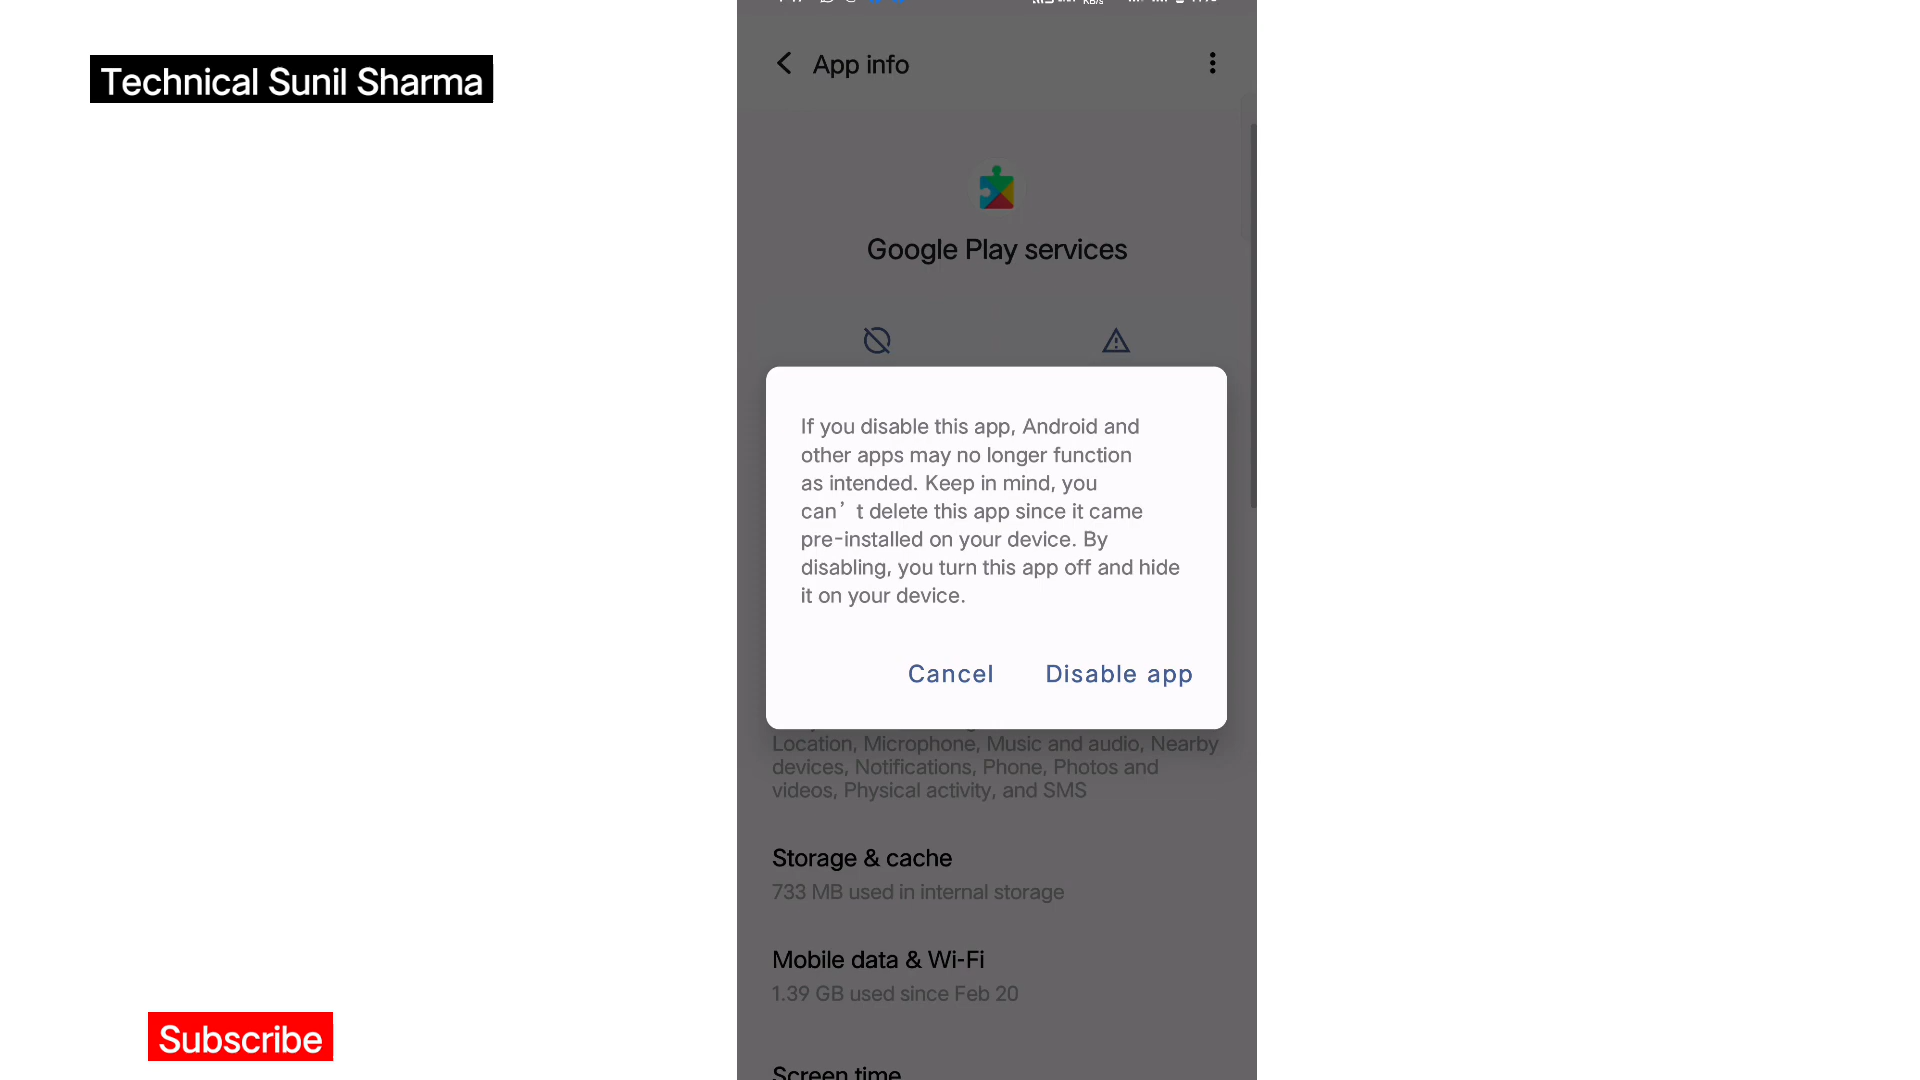 Technical Sunil Sharma
App info
Google Play services
If you disable this app, Android and
other apps may no longer function
as intended. Keep in mind, you
can’t delete this app since it came
pre-installed on your device. By
disabling, you turn this app off and hide
it on your device.
Cancel
Disable app
Location, Microphone, Music and audio, Nearby
devices, Notifications, Phone, Photos and
videos, Physical activity, and SMS
Storage & cache
733 MB used in internal storage
Mobile data & Wi-Fi
1.39 GB used since Feb 20
Screen time
Subscribe